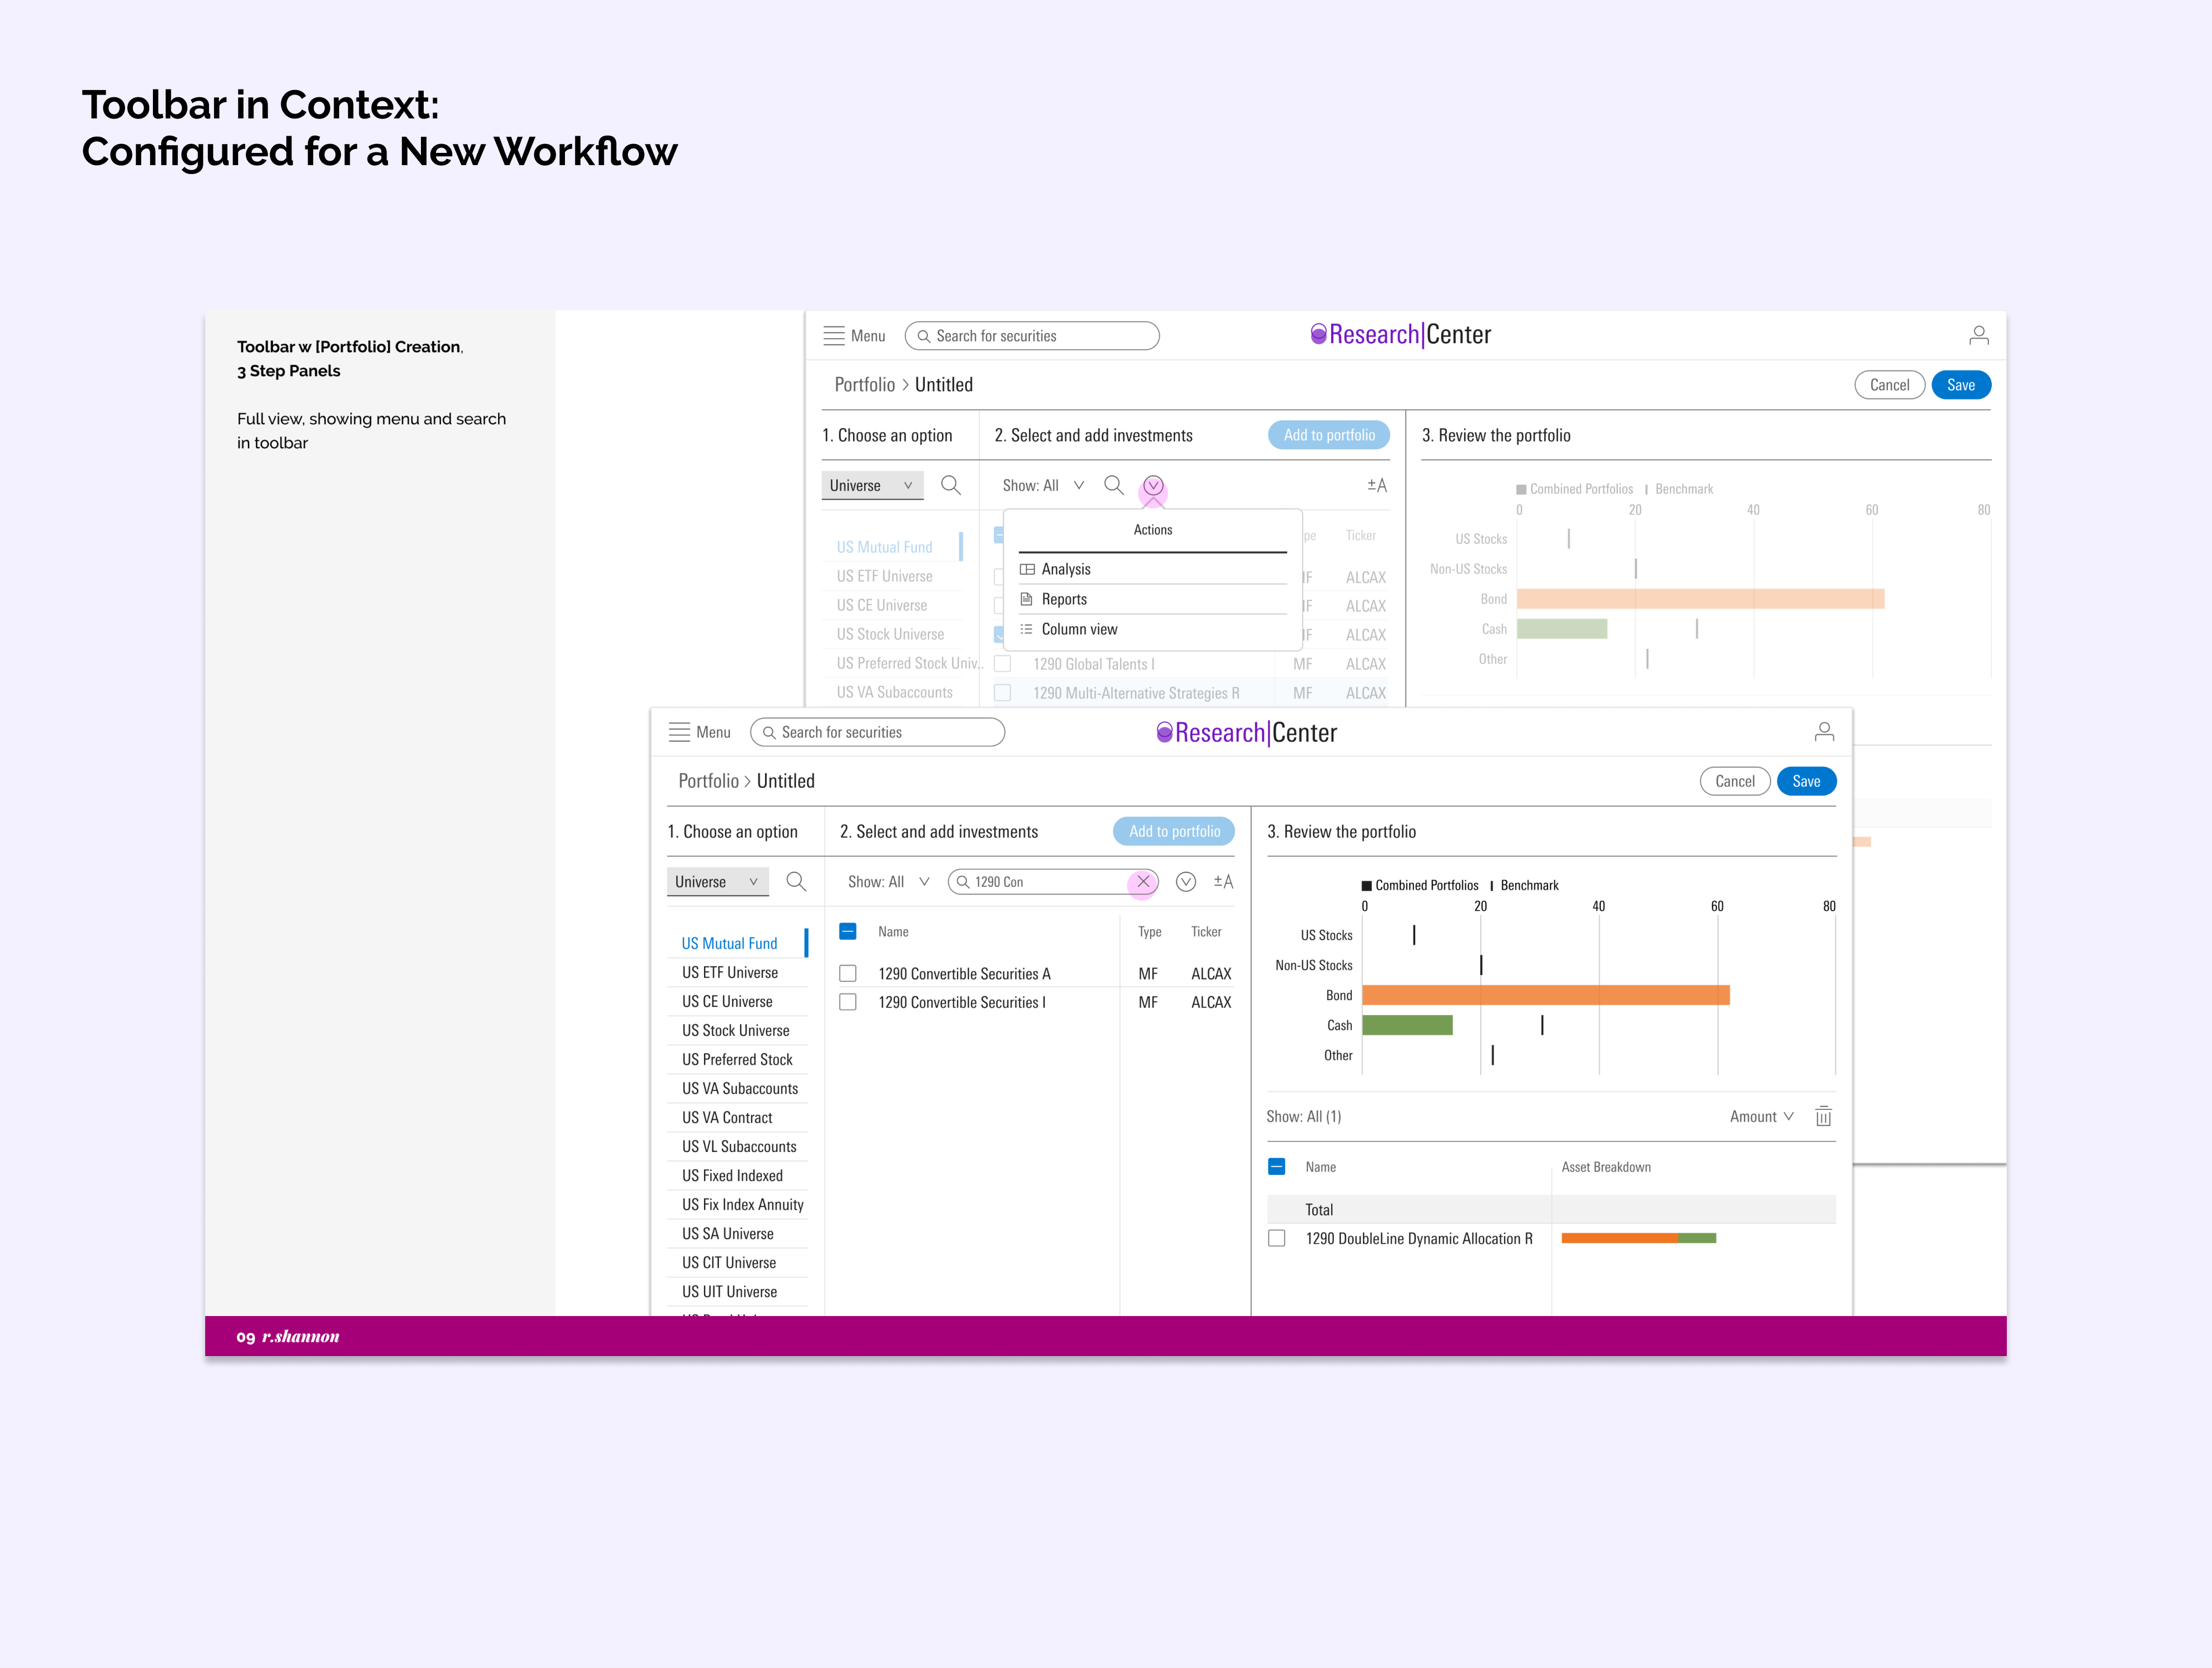 Toolbar in Context:
Configured for a New Workflow
Toolbar w [Portfolio] Creation,
3 Step Panels
Full view, showing menu and search
in toolbar
Menu
Search for securities
Research|Center
Portfolio > Untitled
Cancel
Save
1. Choose an option
2. Select and add investments
Add to portfolio
3. Review the portfolio
Universe
Show: All
±A
Actions
Analysis
Reports
Column view
pe
Ticker
US Mutual Fund
US ETF Universe
IF
ALCAX
US CE Universe
IF
ALCAX
US Stock Universe
IF
ALCAX
US Preferred Stock Univ..
1290 Global Talents I
MF
ALCAX
US VA Subaccounts
1290 Multi-Alternative Strategies R
MF
ALCAX
Combined Portfolios
Benchmark
0
20
40
60
80
US Stocks
Non-US Stocks
Bond
Cash
Other
Menu
Search for securities
Research|Center
Portfolio > Untitled
Cancel
Save
1. Choose an option
2. Select and add investments
Add to portfolio
3. Review the portfolio
Universe
Show: All
1290 Con
±A
US Mutual Fund
US ETF Universe
US CE Universe
US Stock Universe
US Preferred Stock
US VA Subaccounts
US VA Contract
US VL Subaccounts
US Fixed Indexed
US Fix Index Annuity
US SA Universe
US CIT Universe
US UIT Universe
Name
Type
Ticker
1290 Convertible Securities A
MF
ALCAX
1290 Convertible Securities I
MF
ALCAX
Combined Portfolios
Benchmark
0
20
40
60
80
US Stocks
Non-US Stocks
Bond
Cash
Other
Show: All (1)
Amount
Name
Asset Breakdown
Total
1290 DoubleLine Dynamic Allocation R
09 r.shannon